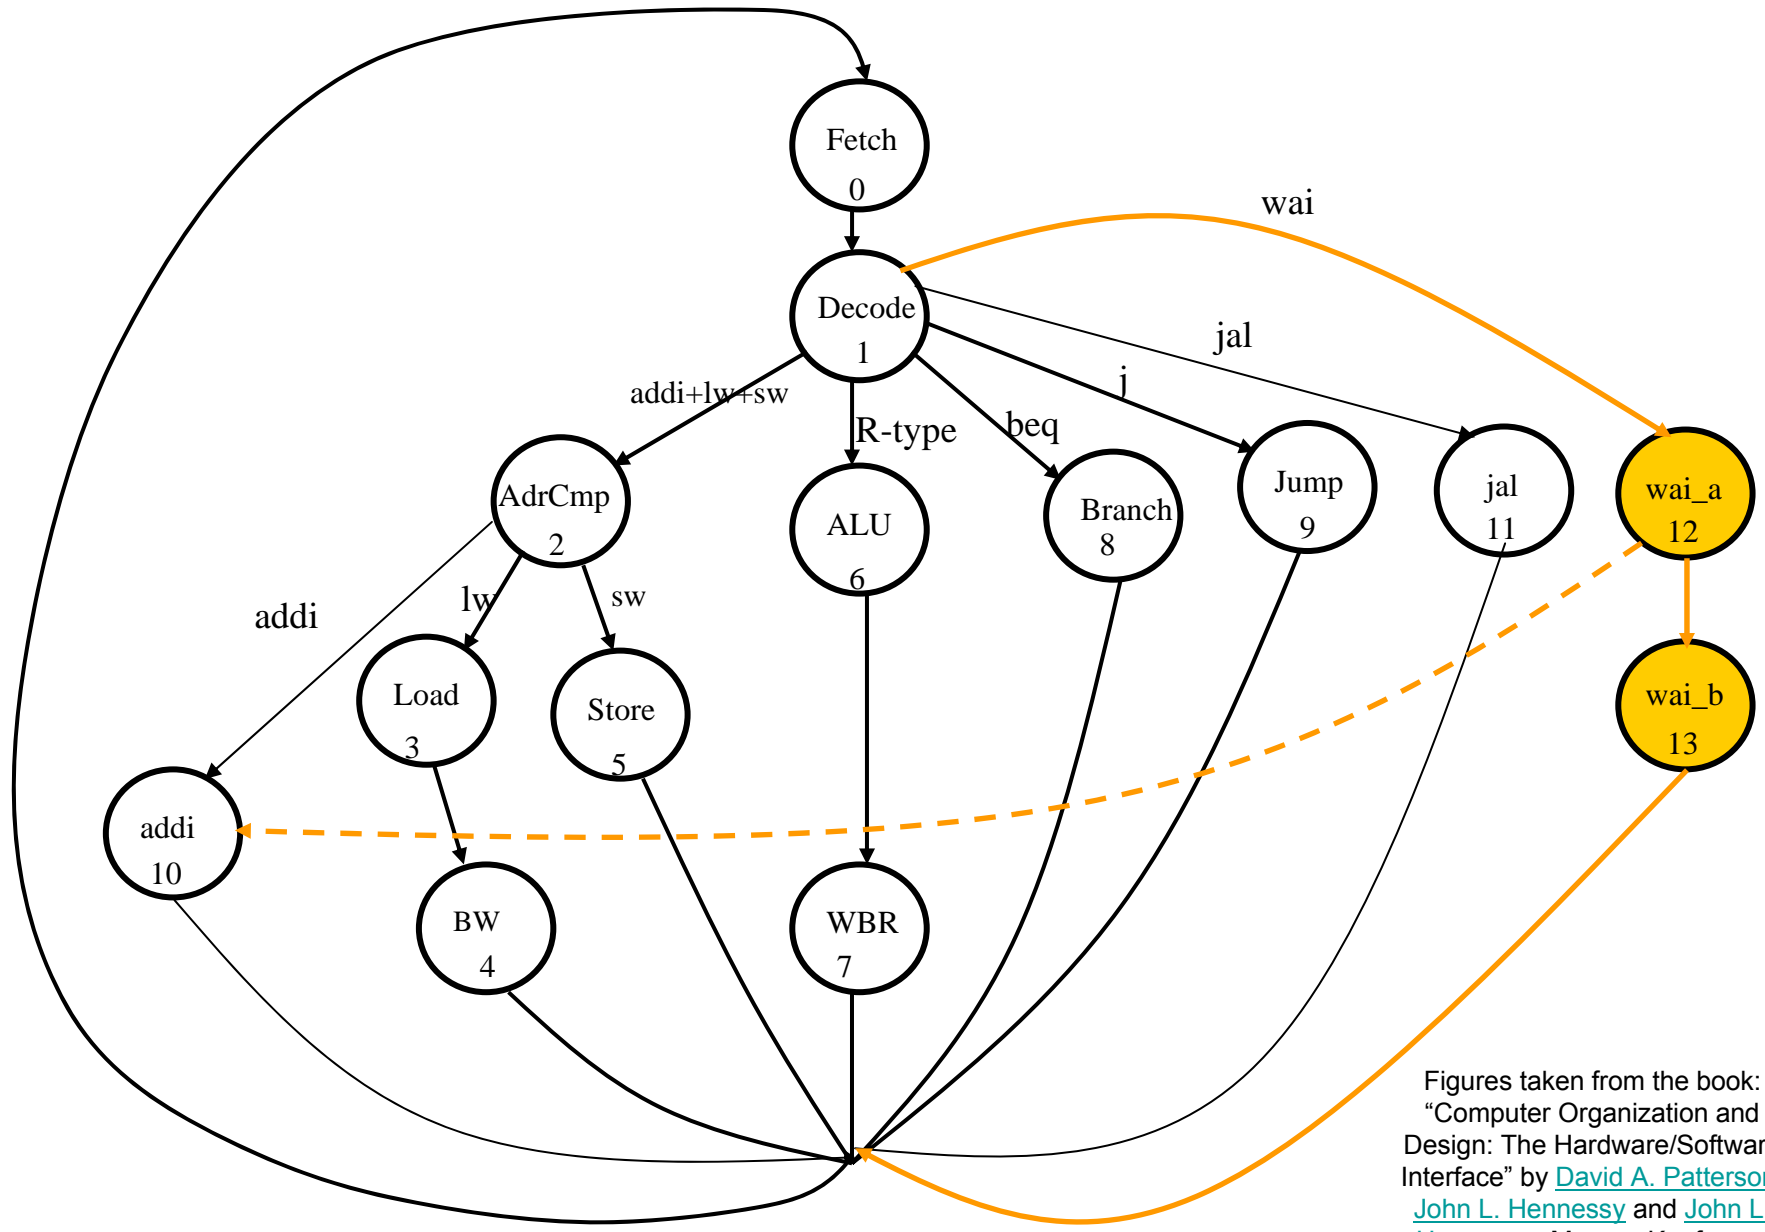 Fetch
0
wai
Decode
1
jal
j
addi+lw+sw
R-type
beq
AdrCmp
2
ALU
6
Branch
8
Jump
9
jal
11
wai_a
12
addi
lw
sw
Load
3
Store
5
wai_b
13
addi
10
BW
4
WBR
7
Figures taken from the book:
“Computer Organization and
Design: The Hardware/Softwar
Interface” by David A. Patterson
John L. Hennessy and John L.